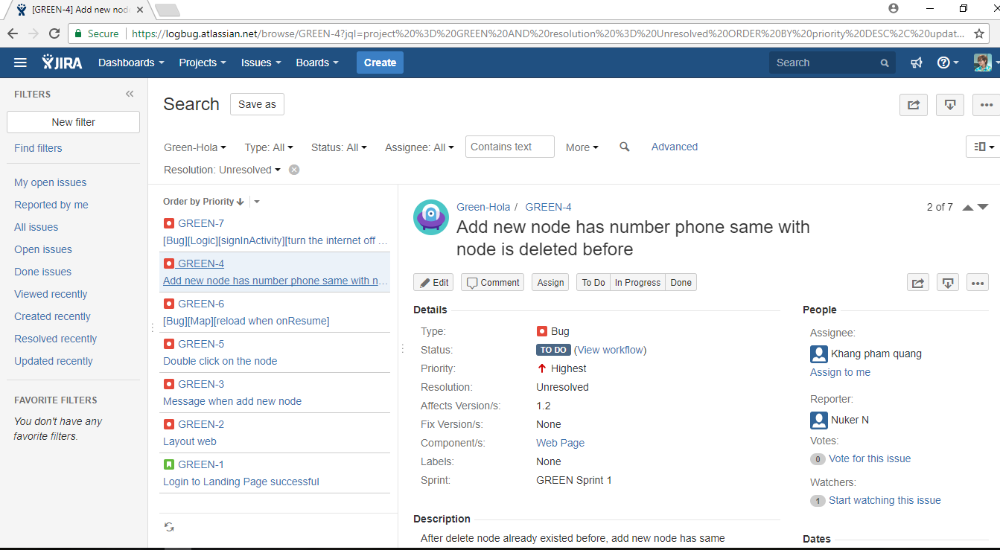 [GREEN-4] Add new nod
Secure
https://logbug.atlassian.net/browse/GREEN-4?jql=project%20%3D%20GREEN%20AND%20resolution%20%3D%20Unresolved%20ORDER%20BY%20priority%20DESC%2C%20updat...
JIRA Dashboards Projects Issues Boards Create Search
FILTERS
New filter
Find filters
My open issues
Reported by me
All issues
Open issues
Done issues
Viewed recently
Created recently
Resolved recently
Updated recently
FAVORITE FILTERS
You don't have any
favorite filters.
Search Save as
Green-Hola Type: All Status: All Assignee: All Contains text More Advanced
Resolution: Unresolved
Order by Priority
GREEN-7
[Bug][Logic][signInActivity][turn the internet off ...
GREEN-4
Add new node has number phone same with n...
GREEN-6
[Bug][Map][reload when onResume]
GREEN-5
Double click on the node
GREEN-3
Message when add new node
GREEN-2
Layout web
GREEN-1
Login to Landing Page successful
Green-Hola / GREEN-4
2 of 7
Add new node has number phone same with
node is deleted before
Edit Comment Assign To Do In Progress Done
Details
Type: Bug
Status: TO DO (View workflow)
Priority: Highest
Resolution: Unresolved
Affects Version/s: 1.2
Fix Version/s: None
Component/s: Web Page
Labels: None
Sprint: GREEN Sprint 1
Description
After delete node already existed before, add new node has same
People
Assignee:
Khang pham quang
Assign to me
Reporter:
Nuker N
Votes:
0 Vote for this issue
Watchers:
1 Start watching this issue
Dates